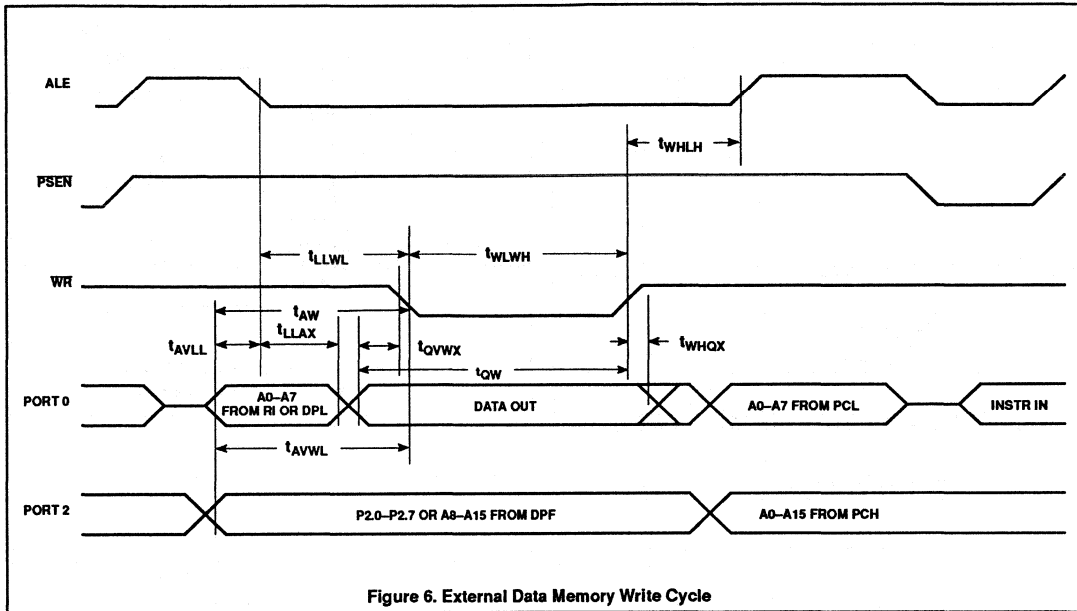 ALE
tWHLH
PSEN
tLLWL
tWLWH
WR
tAW
tLLAX
tAVLL
tQVWX
tWHQX
tQW
PORT 0
A0–A7
FROM RI OR DPL
DATA OUT
A0–A7 FROM PCL
INSTR IN
tAVWL
PORT 2
P2.0–P2.7 OR A8–A15 FROM DPF
A0–A15 FROM PCH
Figure 6. External Data Memory Write Cycle